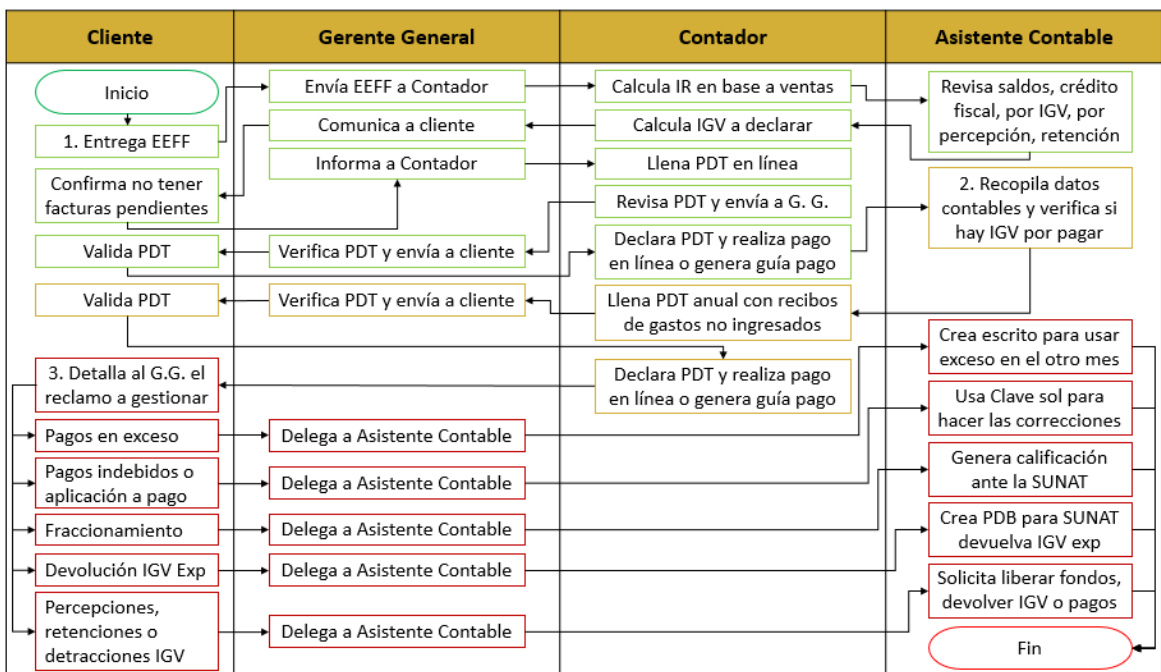 Cliente
Gerente General
Contador
Asistente Contable
Inicio
Envía EEFF a Contador
Calcula IR en base a ventas
Revisa saldos, crédito
fiscal, por IGV, por
percepción, retención
1. Entrega EEFF
Comunica a cliente
Calcula IGV a declarar
Informa a Contador
Llena PDT en línea
Confirma no tener
facturas pendientes
Revisa PDT y envía a G. G.
2. Recopila datos
contables y verifica si
hay IGV por pagar
Valida PDT
Verifica PDT y envía a cliente
Declara PDT y realiza pago
en línea o genera guía pago
Valida PDT
Verifica PDT y envía a cliente
Llena PDT anual con recibos
de gastos no ingresados
Crea escrito para usar
exceso en el otro mes
3. Detalla al G.G. el
reclamo a gestionar
Declara PDT y realiza pago
en línea o genera guía pago
Usa Clave sol para
hacer las correcciones
Pagos en exceso
Delega a Asistente Contable
Pagos indebidos o
aplicación a pago
Delega a Asistente Contable
Genera calificación
ante la SUNAT
Fraccionamiento
Delega a Asistente Contable
Crea PDB para SUNAT
devuelva IGV exp
Devolución IGV Exp
Delega a Asistente Contable
Solicita liberar fondos,
devolver IGV o pagos
Percepciones,
retenciones o
detracciones IGV
Delega a Asistente Contable
Fin